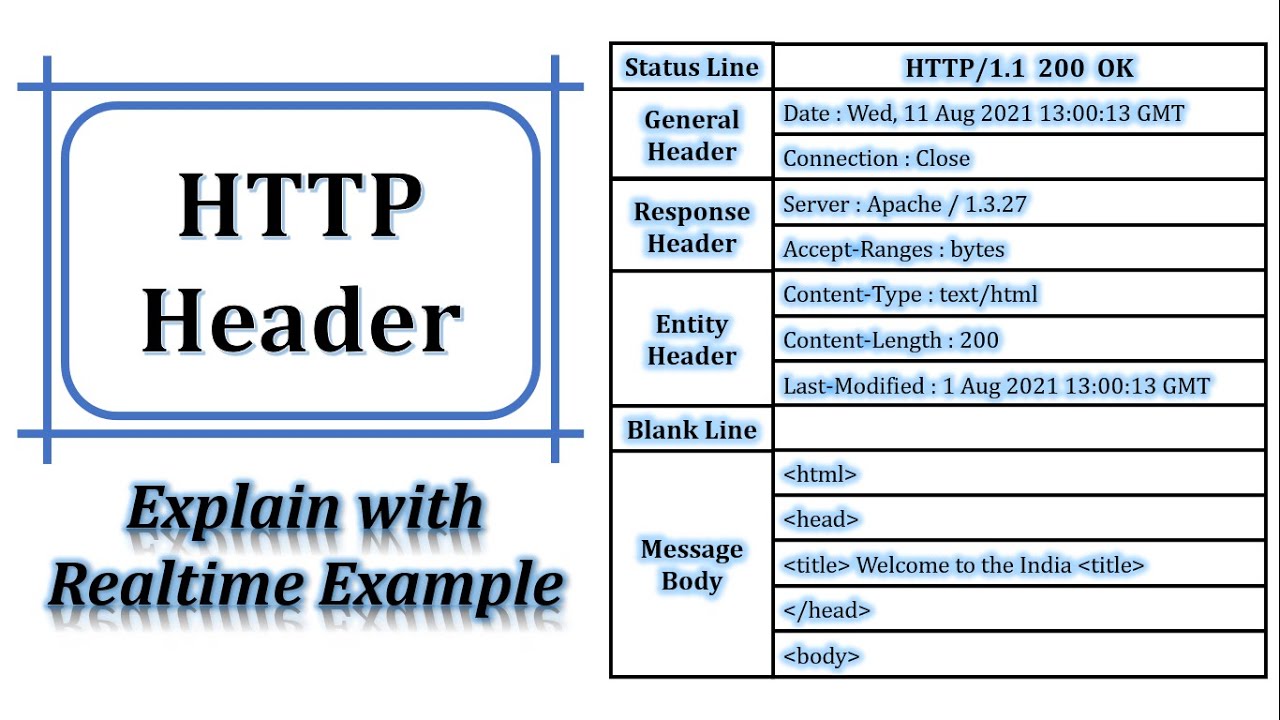 HTTP
Header
Explain with
Realtime Example
Status Line
HTTP/1.1 200 OK
General
Header
Date : Wed, 11 Aug 2021 13:00:13 GMT
Connection : Close
Response
Header
Server : Apache / 1.3.27
Accept-Ranges : bytes
Entity
Header
Content-Type : text/html
Content-Length : 200
Last-Modified : 1 Aug 2021 13:00:13 GMT
Blank Line
Message
Body
<html>
<head>
<title> Welcome to the India <title>
</head>
<body>